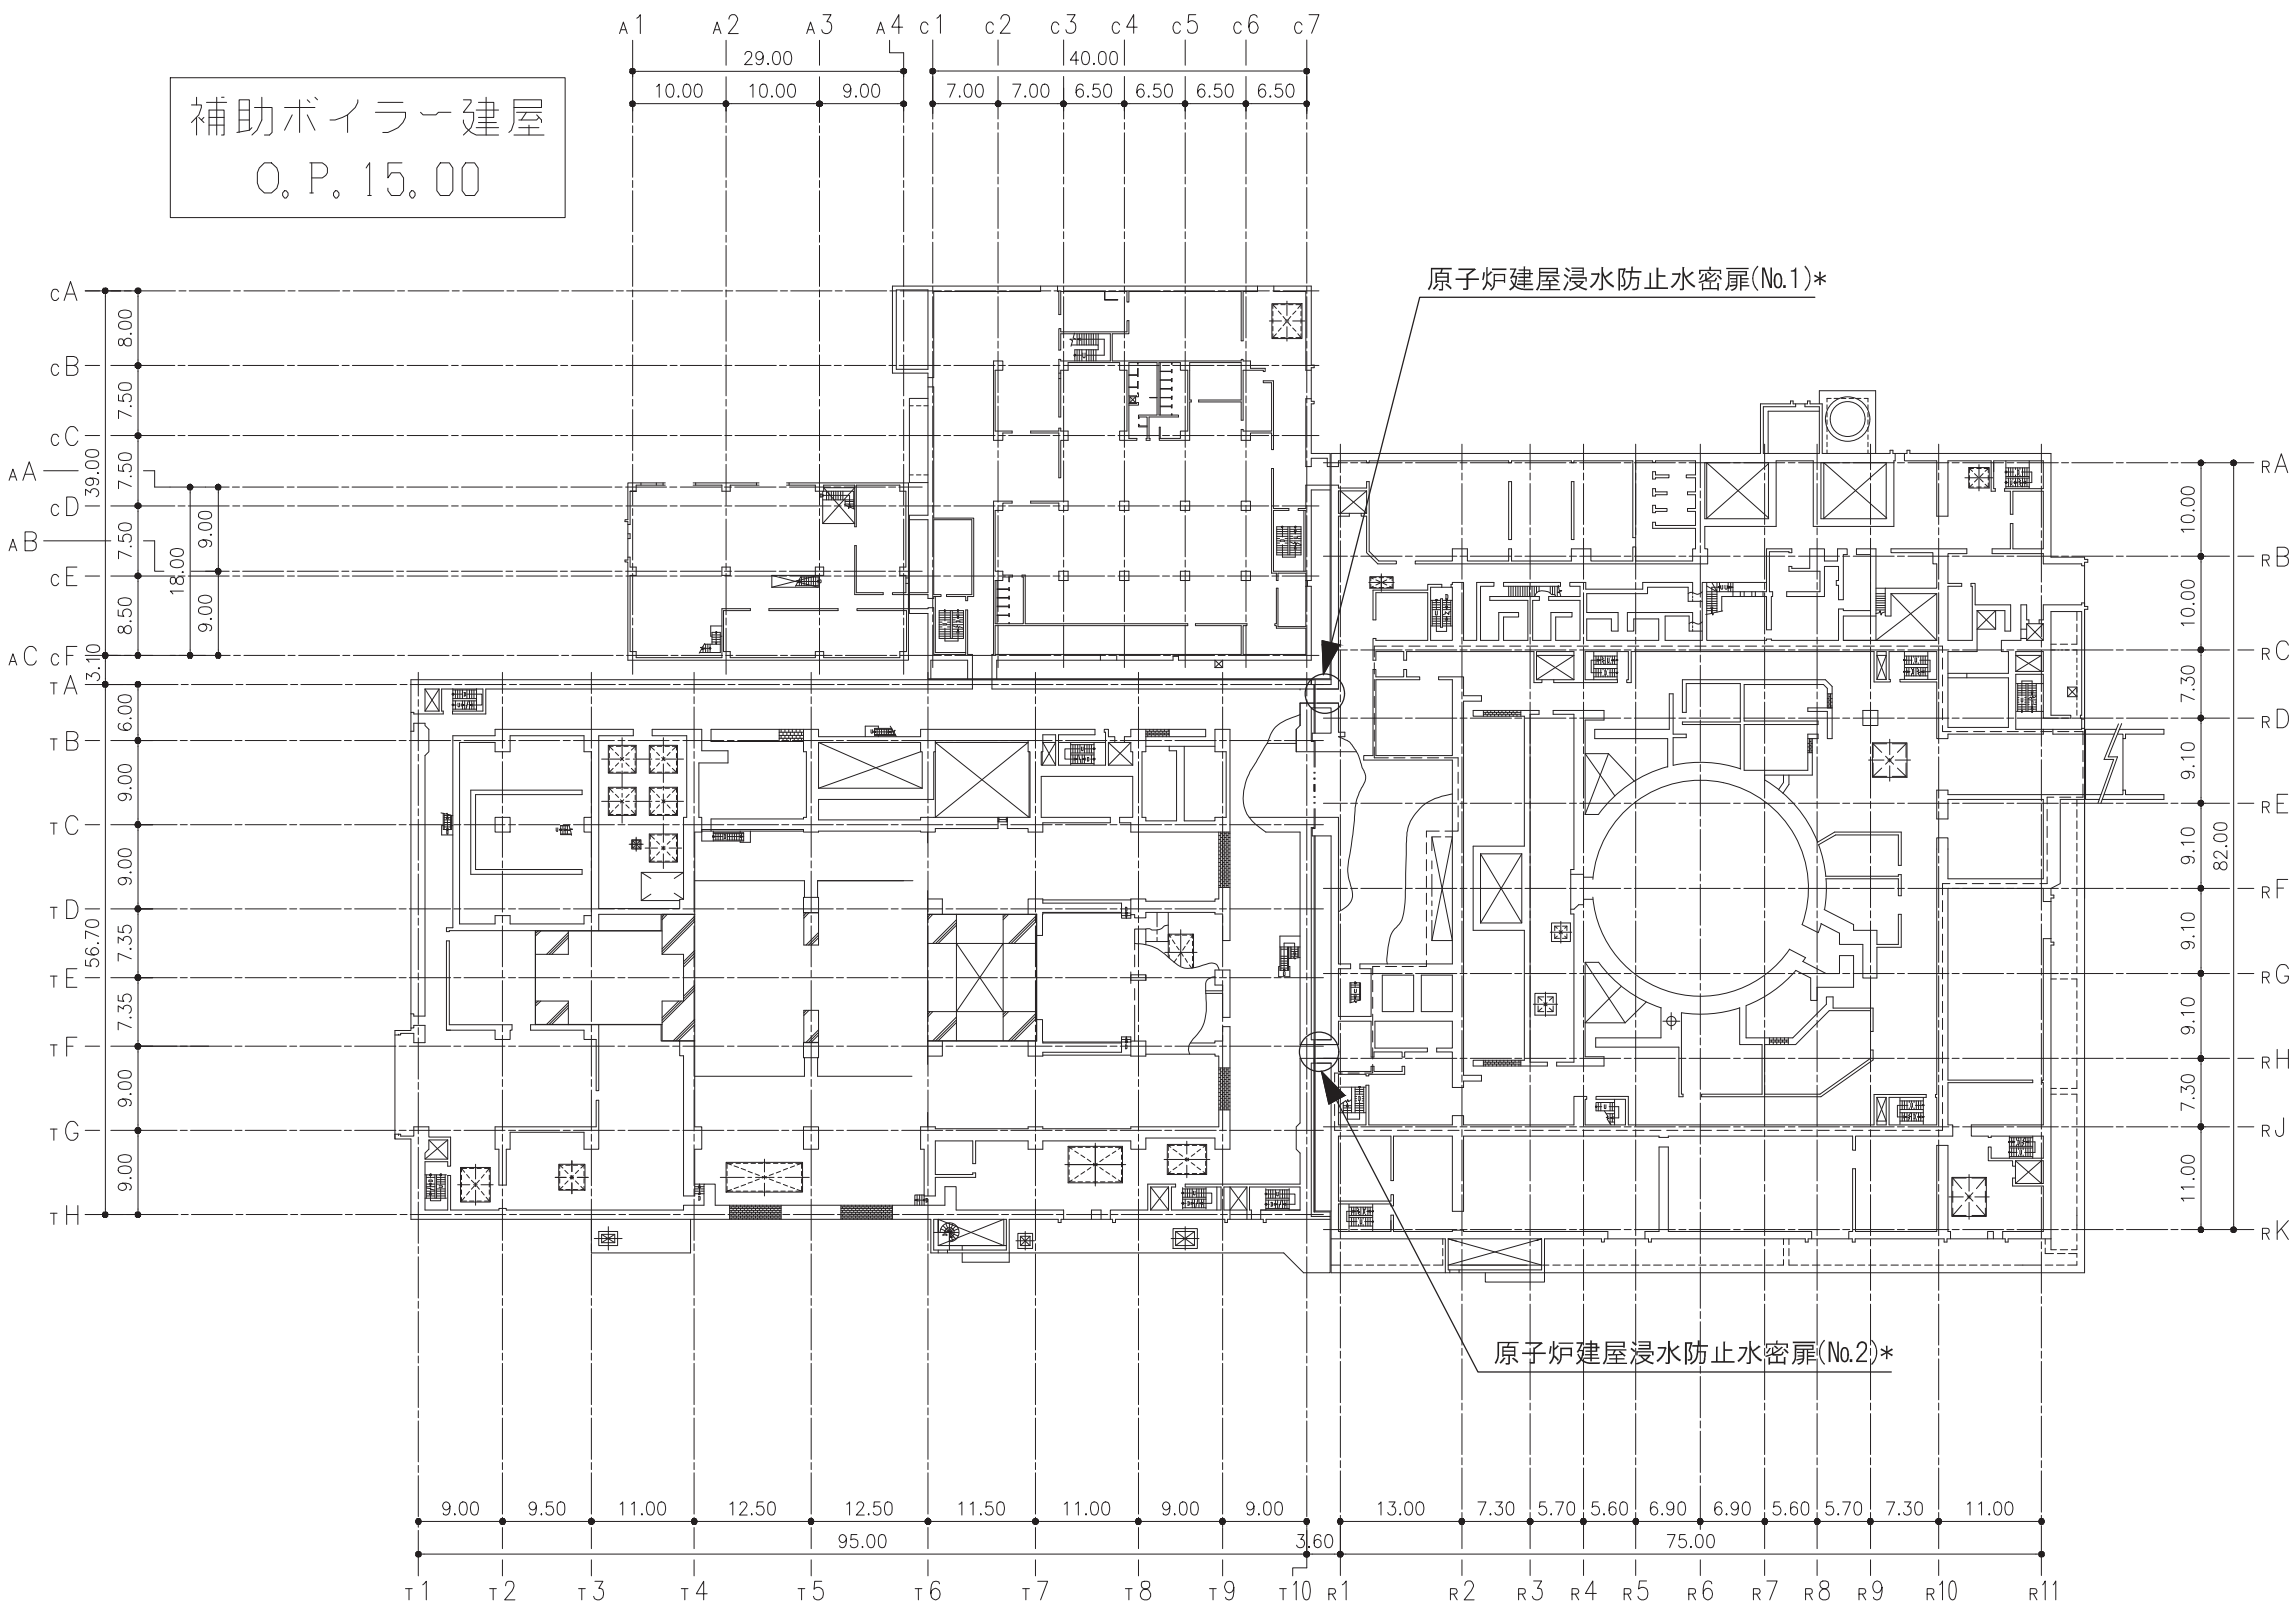 A1 A2 A3 A4 C1 C2 C3 C4 C5 C6 C7
29.00 40.00
10.00 10.00 9.00 7.00 7.00 6.50 6.50 6.50 6.50
補助ボイラー建屋
O.P. 15.00
原子炉建屋浸水防止水密扉(No.1)*
CA
8.00
CB
7.50
CC
39.00
7.50
AA
CD
9.00
7.50
AB
18.00
CE
9.00
8.50
AC CF
3.10
TA
6.00
TB
9.00
TC
9.00
TD
56.70
7.35
TE
7.35
TF
9.00
TG
9.00
TH
RA
10.00
RB
10.00
RC
7.30
RD
9.10
RE
9.10
82.00
RF
9.10
RG
9.10
RH
7.30
RJ
11.00
RK
原子炉建屋浸水防止水密扉(No.2)*
9.00 9.50 11.00 12.50 12.50 11.50 11.00 9.00 9.00 13.00 7.30 5.70 5.60 6.90 6.90 5.60 5.70 7.30 11.00
95.00 3.60 75.00
T1 T2 T3 T4 T5 T6 T7 T8 T9 T10 R1 R2 R3 R4 R5 R6 R7 R8 R9 R10 R11